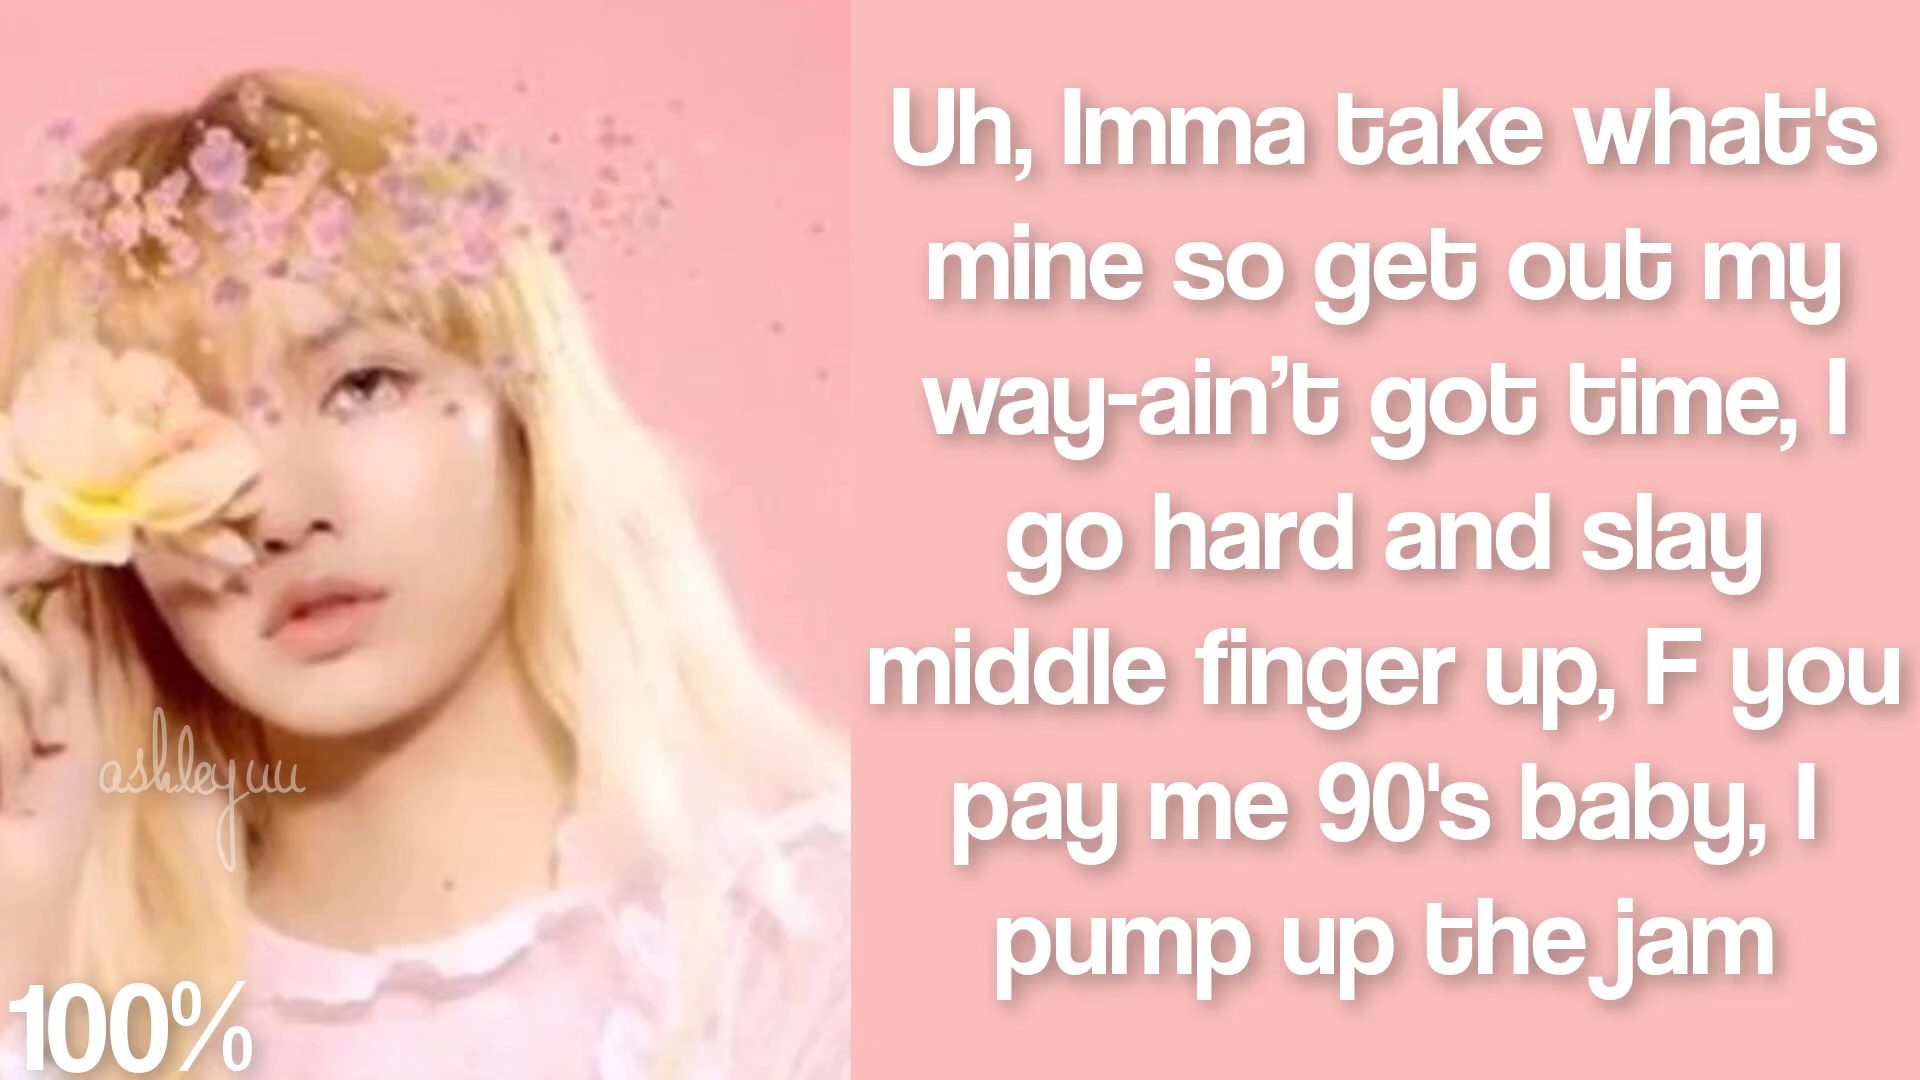 Uh, Imma take what's
mine so get out my
way-ain’t got time, I
go hard and slay
middle finger up, F you
pay me 90's baby, I
pump up the jam
ashleyuu
100%